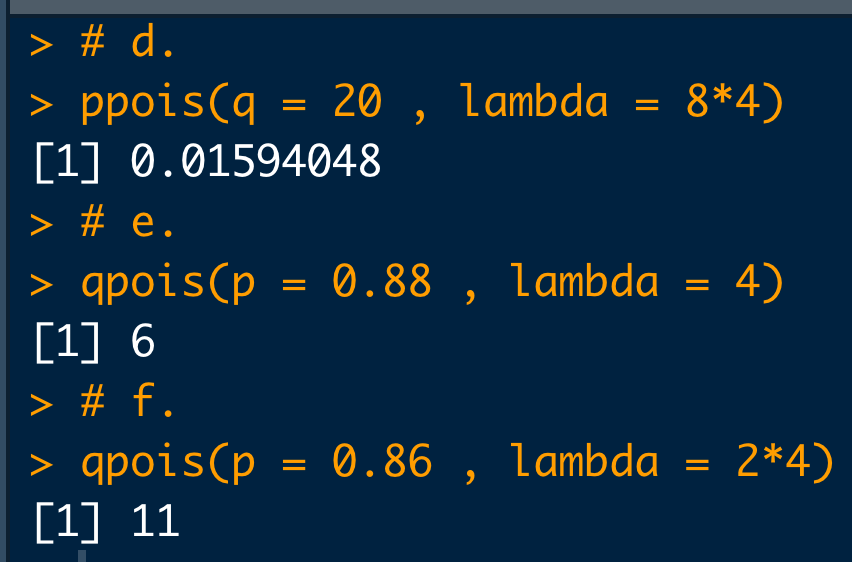 > # d.
> ppois(q = 20 , lambda = 8*4)
[1] 0.01594048
> # e.
> qpois(p = 0.88 , lambda = 4)
[1] 6
> # f.
> qpois(p = 0.86 , lambda = 2*4)
[1] 11